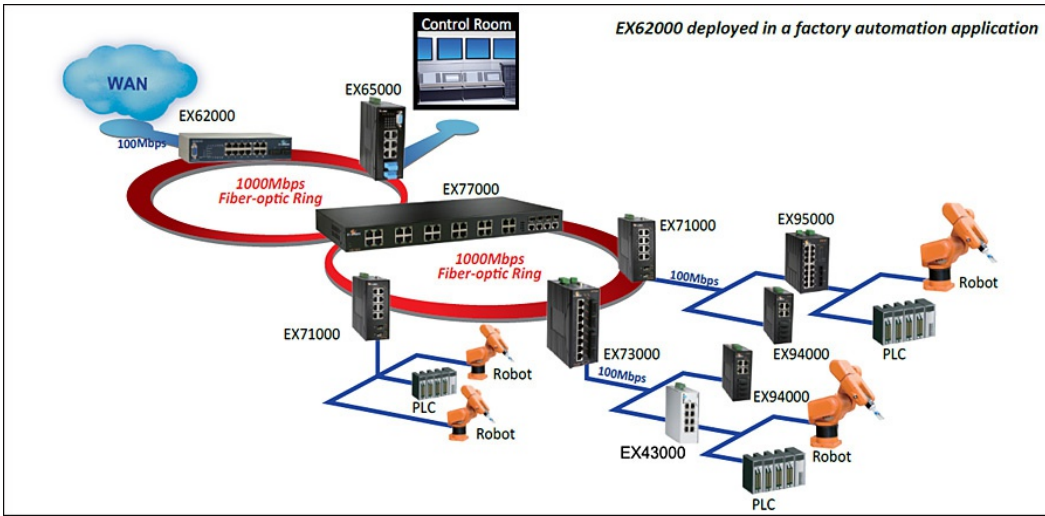 EX62000 deployed in a factory automation application
Control Room
WAN
EX65000
EX62000
100Mbps
1000Mbps
Fiber-optic Ring
EX77000
EX71000
EX95000
1000Mbps
Fiber-optic Ring
100Mbps
Robot
EX71000
EX73000
EX94000
PLC
100Mbps
Robot
PLC
EX94000
Robot
EX43000
Robot
PLC